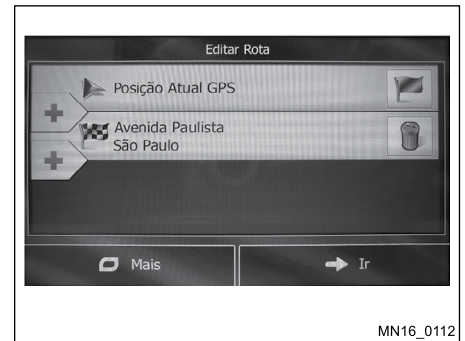 Editar Rota
Posição Atual GPS
Avenida Paulista
São Paulo
Mais
Ir
MN16_0112